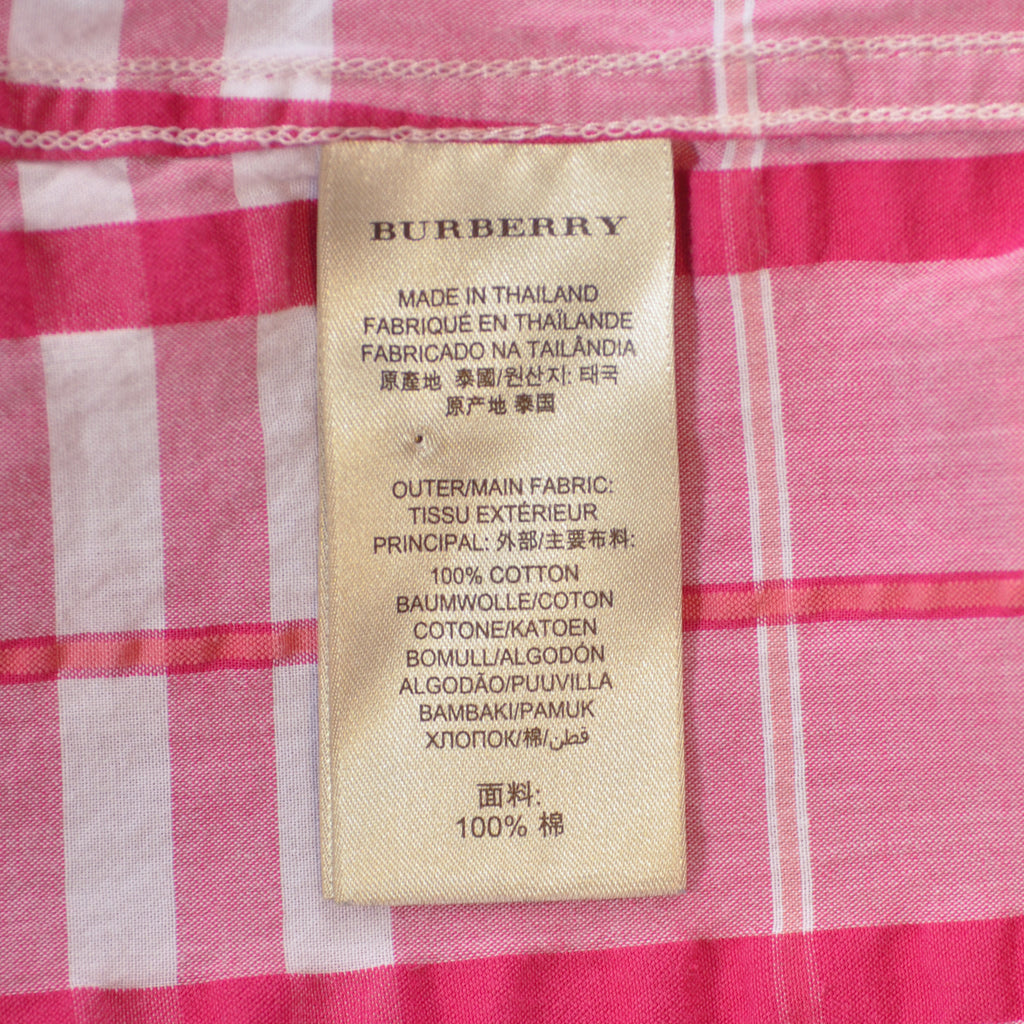 BURBERRY
MADE IN THAILAND
FABRIQUÉ EN THAÏLANDE
FABRICADO NA TAILÂNDIA
原產地 泰國/원산지: 태국
原产地 泰国
OUTER/MAIN FABRIC:
TISSU EXTÉRIEUR
PRINCIPAL: 外部/主要布料:
100% COTTON
BAUMWOLLE/COTON
COTONE/KATOEN
BOMULL/ALGODÓN
ALGODÃO/PUUVILLA
BAMBAKI/PAMUK
ХЛОПОК/棉/قطن
面料:
100% 棉